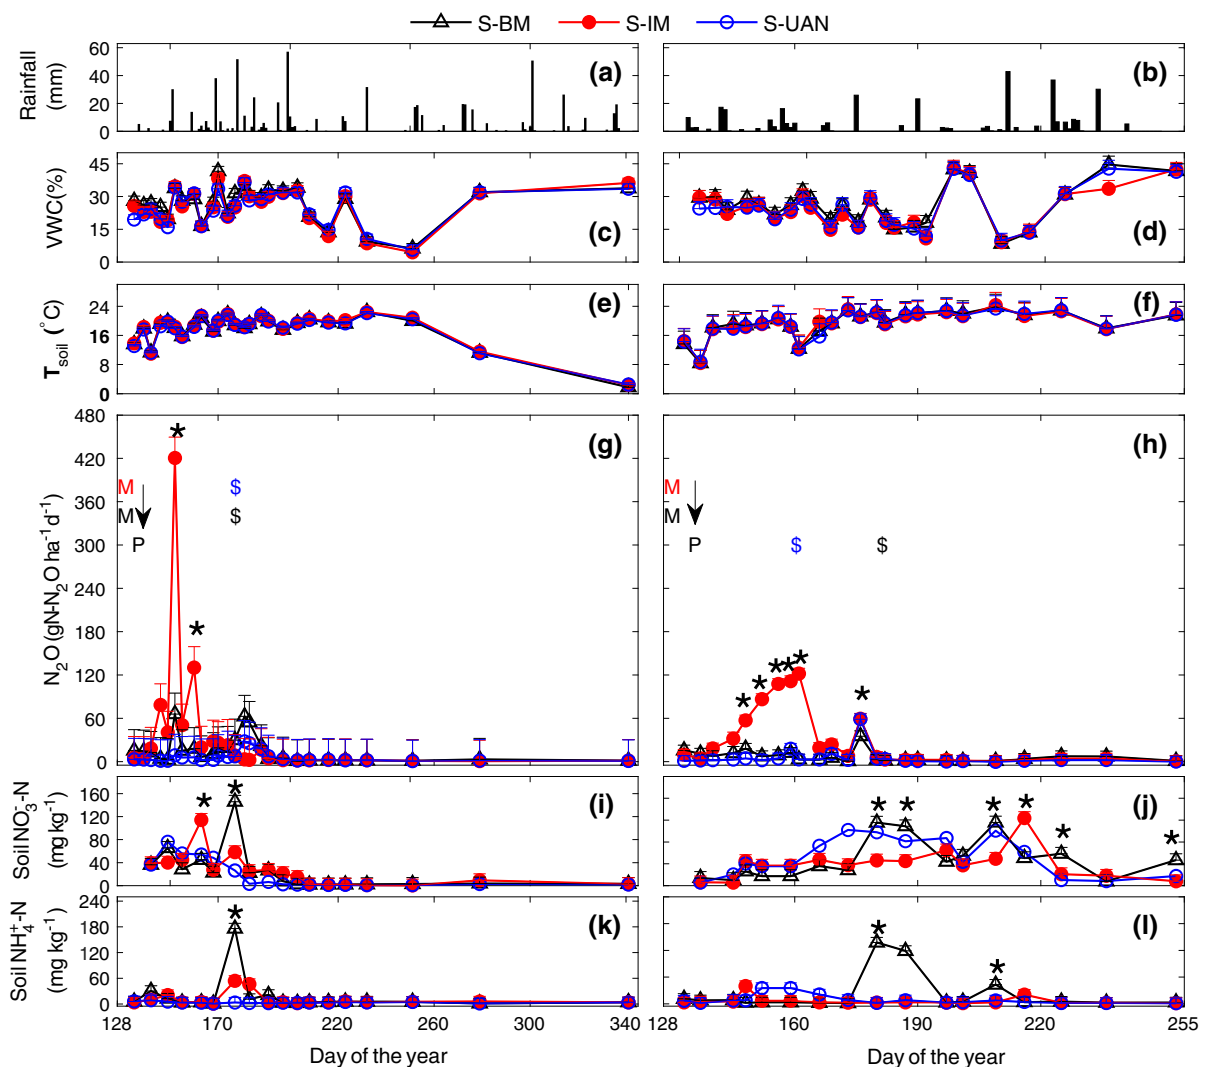 S-BM S-IM S-UAN
Rainfall (mm)
60
40
20
0
(a)
(b)
VWC(%)
45
30
15
0
(c)
(d)
T_soil (°C)
24
16
8
0
(e)
(f)
N₂O (gN-N₂O ha⁻¹ d⁻¹)
480
420
360
300
240
180
120
60
0
(g)
* *
M
M
P
$
$
(h)
M
M
P
$ $
* * * * * *
Soil NO₃⁻-N (mg kg⁻¹)
160
120
80
40
0
(i)
* *
(j)
* * * * * *
Soil NH₄⁺-N (mg kg⁻¹)
240
180
120
60
0
(k)
*
(l)
* *
128 170 220 260 300 340
128 160 190 220 255
Day of the year
Day of the year